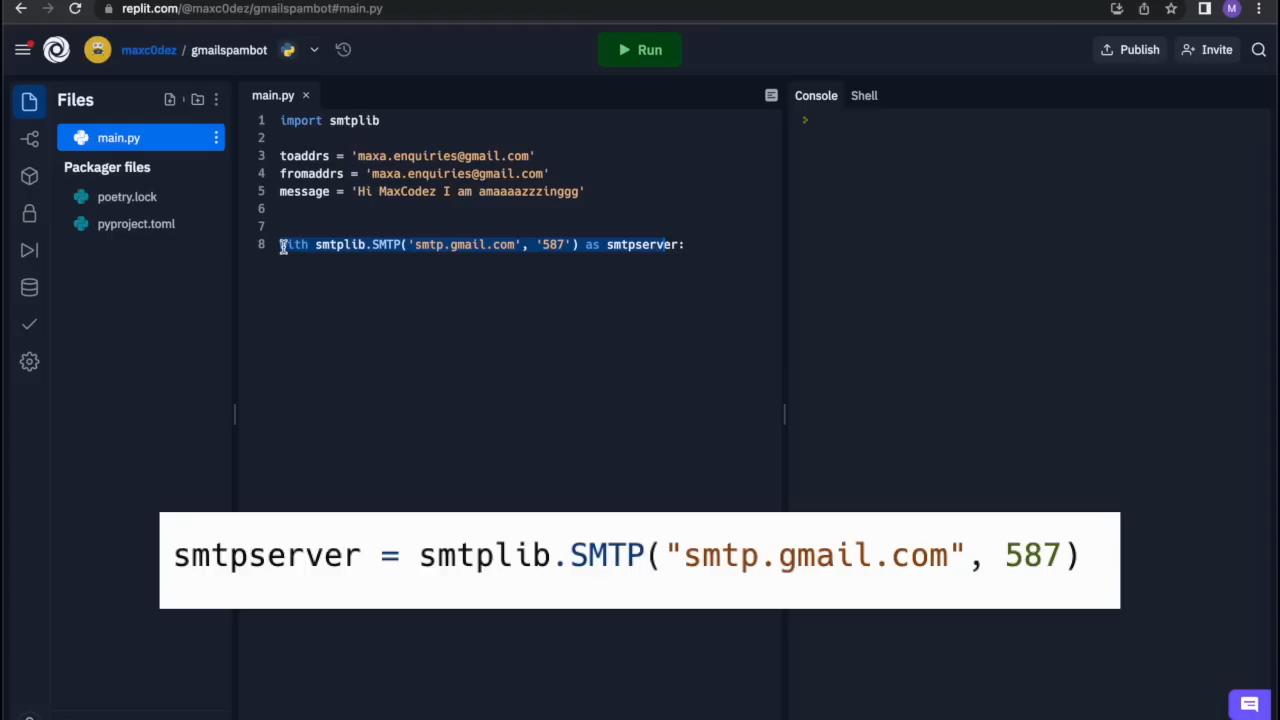 replit.com/@maxc0dez/gmailspambot#main.py
M
maxc0dez / gmailspambot
Run
Publish
Invite
Files
main.py
Packager files
poetry.lock
pyproject.toml
main.py ×
1 import smtplib
2
3 toaddrs = 'maxa.enquiries@gmail.com'
4 fromaddrs = 'maxa.enquiries@gmail.com'
5 message = 'Hi MaxCodez I am amaaaazzzinggg'
6
7
8 with smtplib.SMTP('smtp.gmail.com', '587') as smtpserver:
Console Shell
>
smtpserver = smtplib.SMTP("smtp.gmail.com", 587)